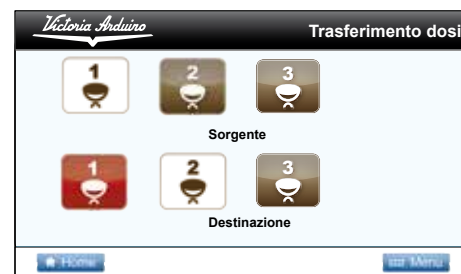 Victoria Arduino
Trasferimento dosi
1 2 3
Sorgente
1 2 3
Destinazione
Home Menu